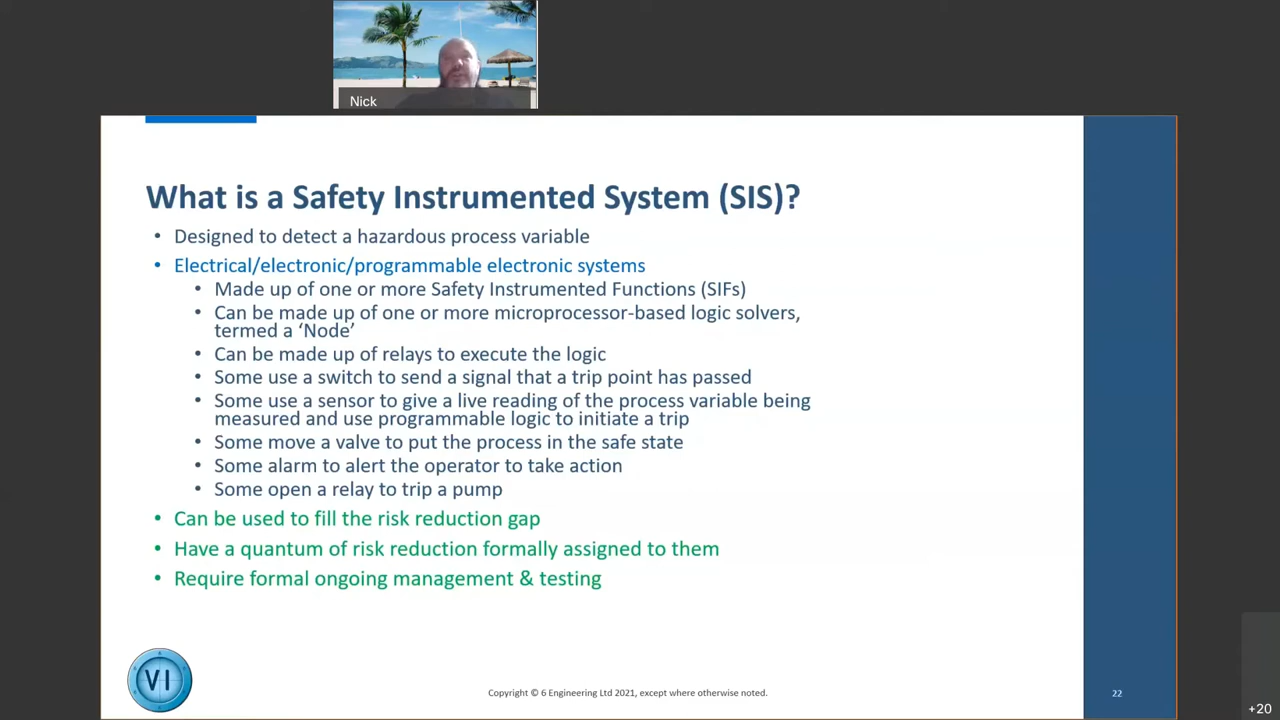 Nick
What is a Safety Instrumented System (SIS)?
• Designed to detect a hazardous process variable
• Electrical/electronic/programmable electronic systems
• Made up of one or more Safety Instrumented Functions (SIFs)
• Can be made up of one or more microprocessor-based logic solvers,
termed a ‘Node’
• Can be made up of relays to execute the logic
• Some use a switch to send a signal that a trip point has passed
• Some use a sensor to give a live reading of the process variable being
measured and use programmable logic to initiate a trip
• Some move a valve to put the process in the safe state
• Some alarm to alert the operator to take action
• Some open a relay to trip a pump
• Can be used to fill the risk reduction gap
• Have a quantum of risk reduction formally assigned to them
• Require formal ongoing management & testing
VI
Copyright © 6 Engineering Ltd 2021, except where otherwise noted.
22
+20